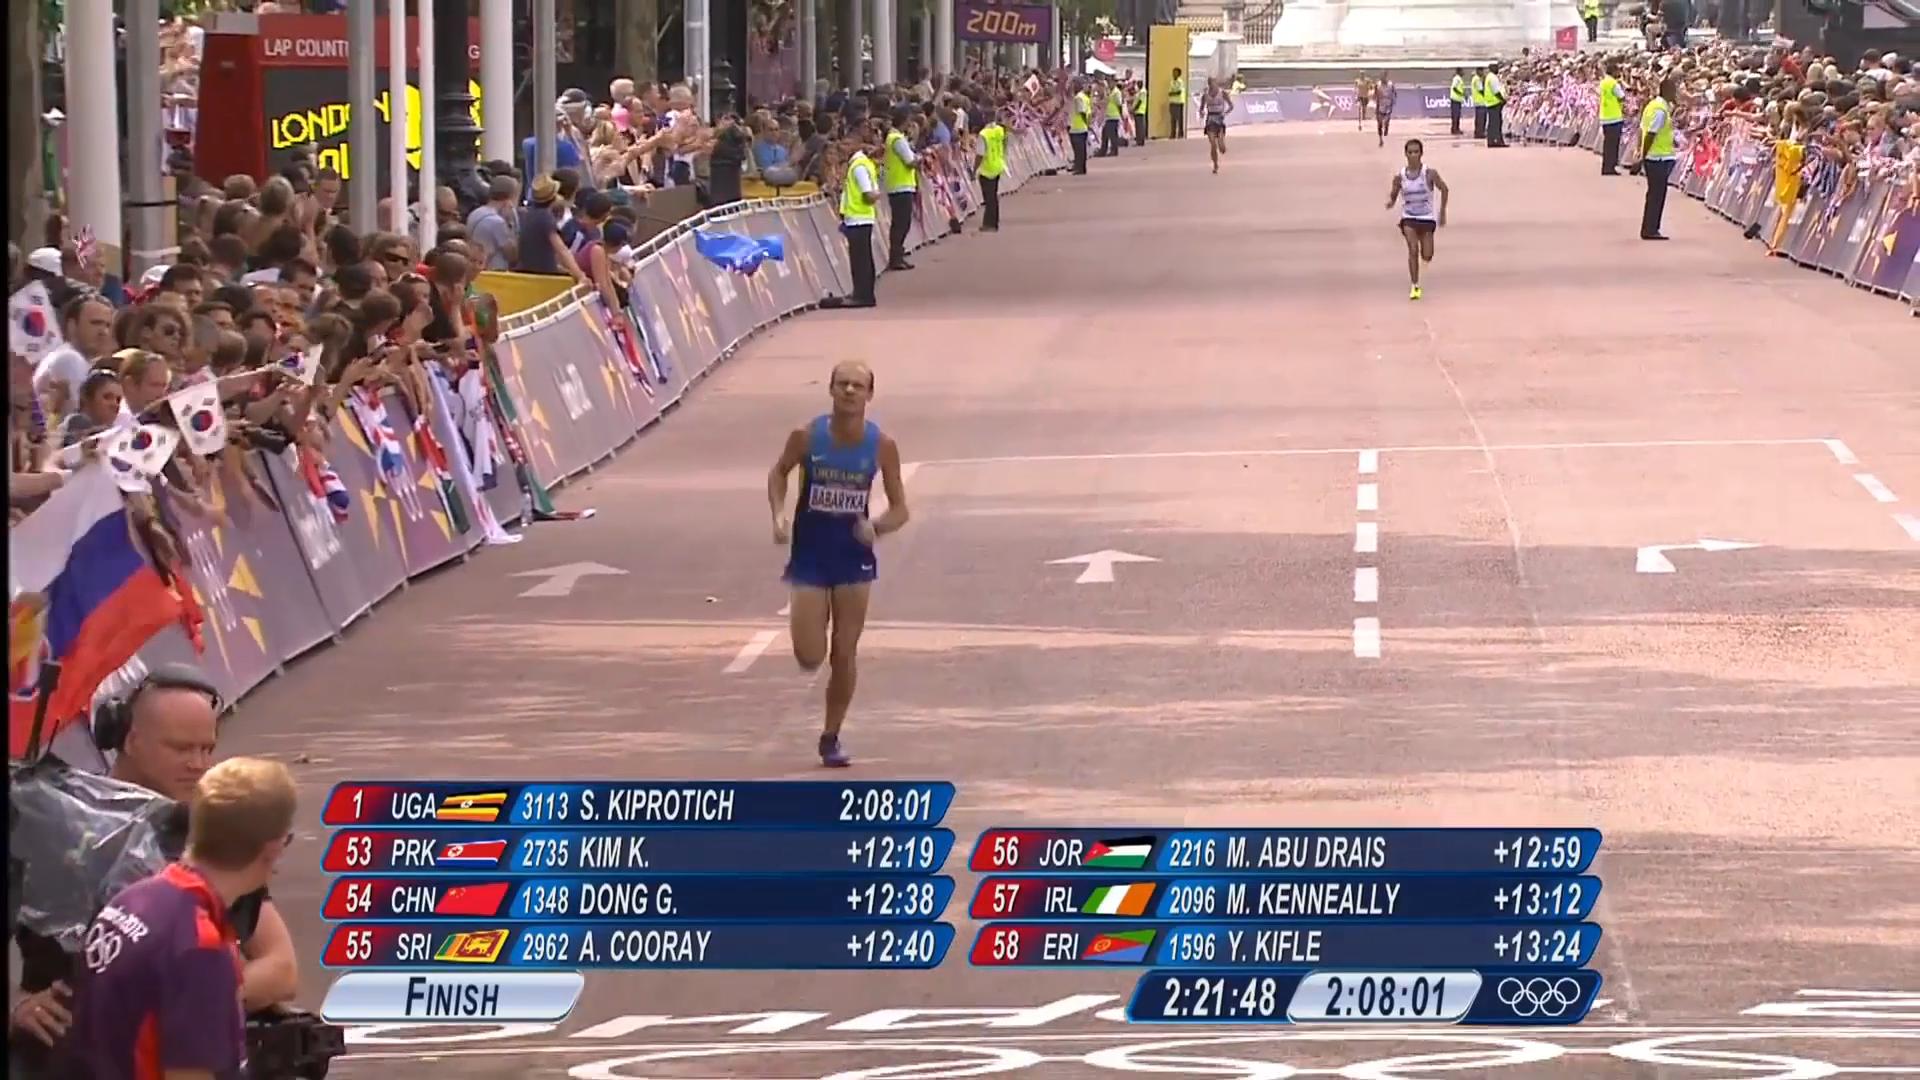 200m
LAP COUNT
LONDON
London
UKRAINE
BABARYKA
1 UGA 3113 S. KIPROTICH 2:08:01
53 PRK 2735 KIM K. +12:19
54 CHN 1348 DONG G. +12:38
55 SRI 2962 A. COORAY +12:40
56 JOR 2216 M. ABU DRAIS +12:59
57 IRL 2096 M. KENNEALLY +13:12
58 ERI 1596 Y. KIFLE +13:24
FINISH
2:21:48 2:08:01